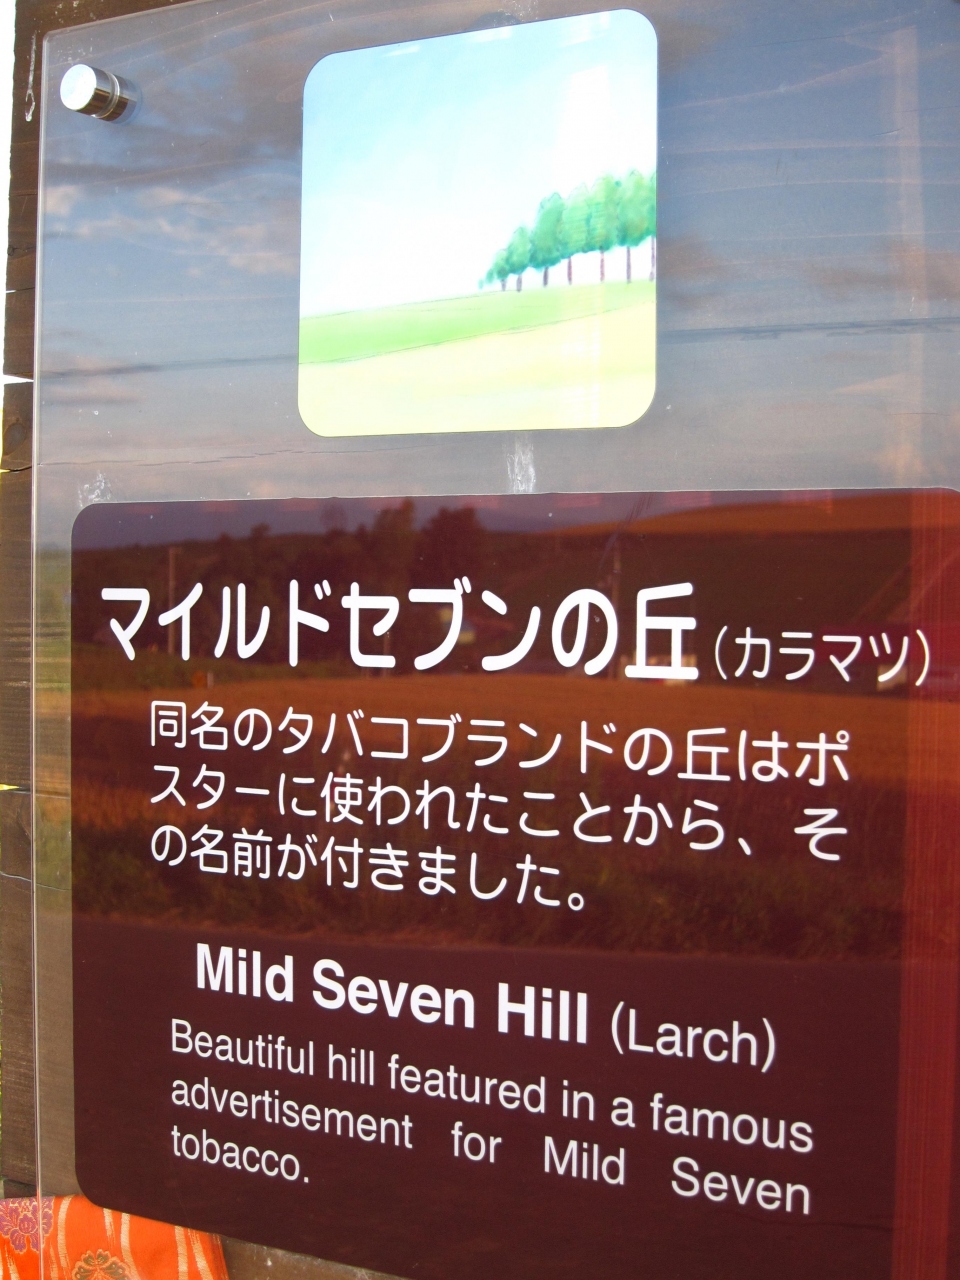 マイルドセブンの丘(カラマツ)
同名のタバコブランドの丘はポ
スターに使われたことから、そ
の名前が付きました。
Mild Seven Hill (Larch)
Beautiful hill featured in a famous
advertisement for Mild Seven
tobacco.